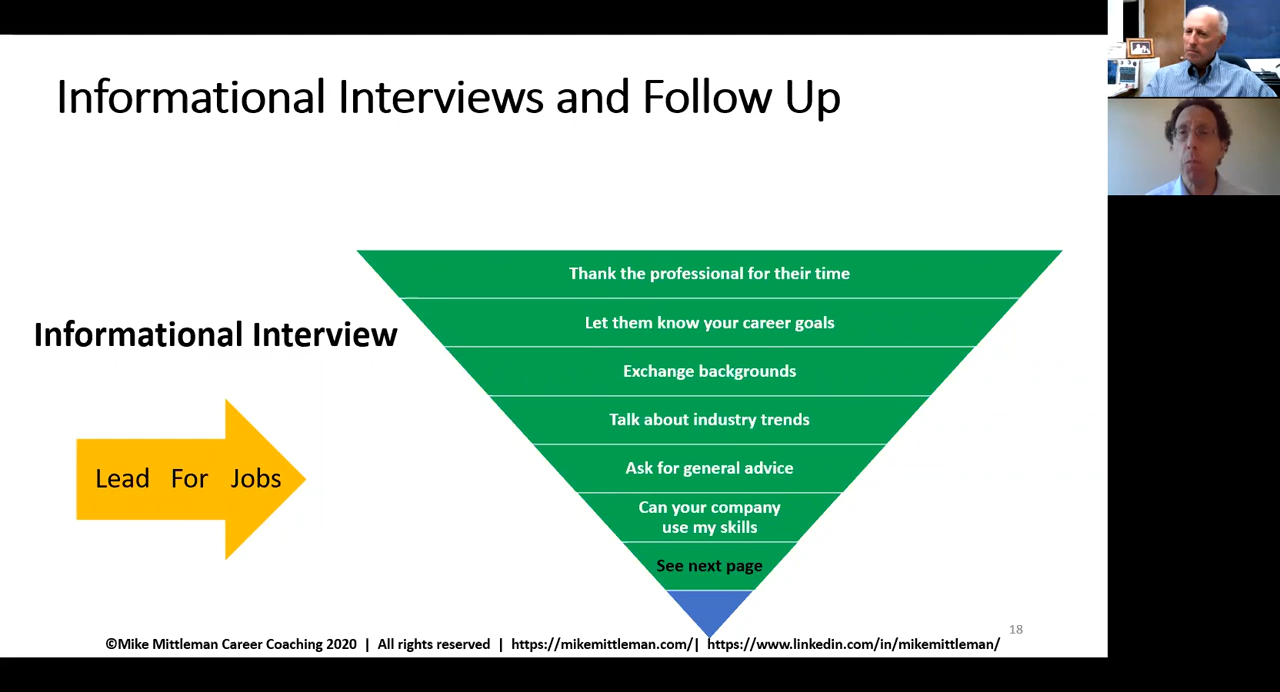 Informational Interviews and Follow Up
Thank the professional for their time
Let them know your career goals
Informational Interview
Exchange backgrounds
Talk about industry trends
Ask for general advice
Lead For Jobs
Can your company
use my skills
See next page
18
©Mike Mittleman Career Coaching 2020 | All rights reserved | https://mikemittleman.com/| https://www.linkedin.com/in/mikemittleman/